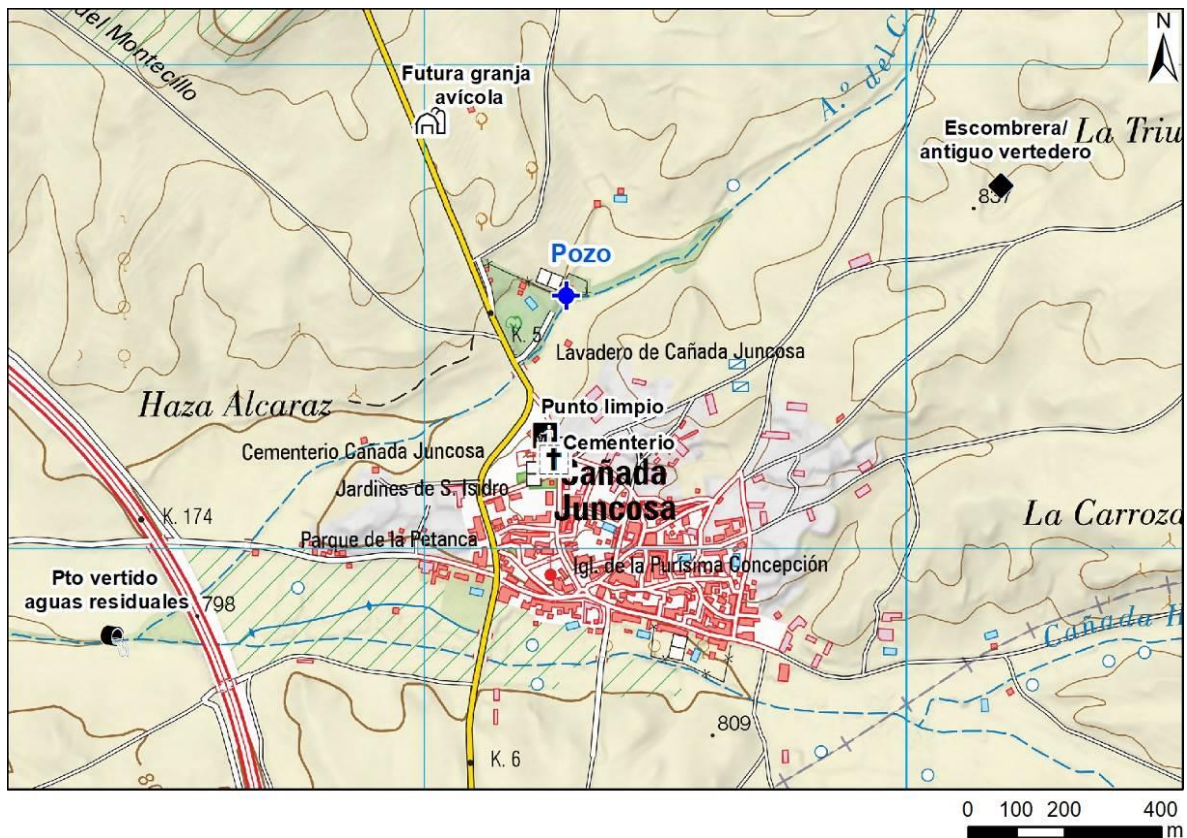 del Montecillo
N
Futura granja
avícola
A.º del C
Escombrera/
antiguo vertedero
La Triu
837
Pozo
K. 5
Lavadero de Cañada Juncosa
Haza Alcaraz
Punto limpio
Cementerio Cañada Juncosa
Cementerio
Cañada
Juncosa
Jardines de S. Isidro
K. 174
La Carroza
Parque de la Petanca
Igl. de la Purísima Concepción
Pto vertido
aguas residuales
798
Cañada H
809
K. 6
0 100 200 400
m